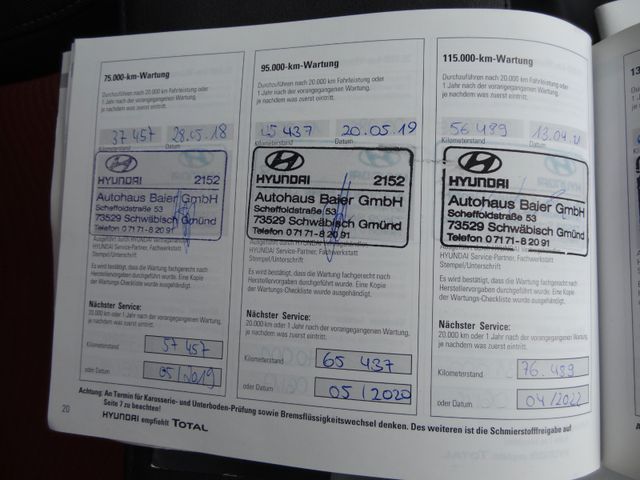 75.000-km-Wartung
Durchzuführen nach 20.000 km Fahrleistung oder
1 Jahr nach der vorangegangenen Wartung,
je nachdem was zuerst eintritt.
37 457 28.05.18
Kilometerstand Datum
HYUNDAI 2152
Autohaus Baier GmbH
Scheffoldstraße 53
73529 Schwäbisch Gmünd
Telefon 0 71 71-8 20 91
Ausgeführt durch HYUNDAI Vertragshändler,
HYUNDAI Service-Partner, Fachwerkstatt
Stempel/Unterschrift
Es wird bestätigt, dass die Wartung fachgerecht nach
Herstellervorgaben durchgeführt wurde. Eine Kopie
der Wartungs-Checkliste wurde ausgehändigt.
Nächster Service:
20.000 km oder 1 Jahr nach der vorangegangenen Wartung,
je nachdem was zuerst eintritt.
Kilometerstand 57 457
oder Datum 05/2019
95.000-km-Wartung
Durchzuführen nach 20.000 km Fahrleistung oder
1 Jahr nach der vorangegangenen Wartung,
je nachdem was zuerst eintritt.
45 437 20.05.19
Kilometerstand Datum
HYUNDAI 2152
Autohaus Baier GmbH
Scheffoldstraße 53
73529 Schwäbisch Gmünd
Telefon 0 71 71-8 20 91
HYUNDAI Service-Partner, Fachwerkstatt
Stempel/Unterschrift
Es wird bestätigt, dass die Wartung fachgerecht nach
Herstellervorgaben durchgeführt wurde. Eine Kopie
der Wartungs-Checkliste wurde ausgehändigt.
Nächster Service:
20.000 km oder 1 Jahr nach der vorangegangenen Wartung,
je nachdem was zuerst eintritt.
Kilometerstand 65 437
oder Datum 05/2020
115.000-km-Wartung
Durchzuführen nach 20.000 km Fahrleistung oder
1 Jahr nach der vorangegangenen Wartung,
je nachdem was zuerst eintritt.
56 489 13.04.21
Kilometerstand Datum
HYUNDAI
Autohaus Baier GmbH
Scheffoldstraße 53
73529 Schwäbisch Gmünd
Telefon 0 71 71-8 20 91
HYUNDAI Service-Partner, Fachwerkstatt
Stempel/Unterschrift
Es wird bestätigt, dass die Wartung fachgerecht nach
Herstellervorgaben durchgeführt wurde. Eine Kopie
der Wartungs-Checkliste wurde ausgehändigt.
Nächster Service:
20.000 km oder 1 Jahr nach der vorangegangenen Wartung,
je nachdem was zuerst eintritt.
Kilometerstand 76.489
oder Datum 04/2022
Achtung: An Termin für Karosserie- und Unterboden-Prüfung sowie Bremsflüssigkeitswechsel denken. Des weiteren ist die Schmierstofffreigabe auf
Seite 7 zu beachten!
20
HYUNDAI empfiehlt TOTAL